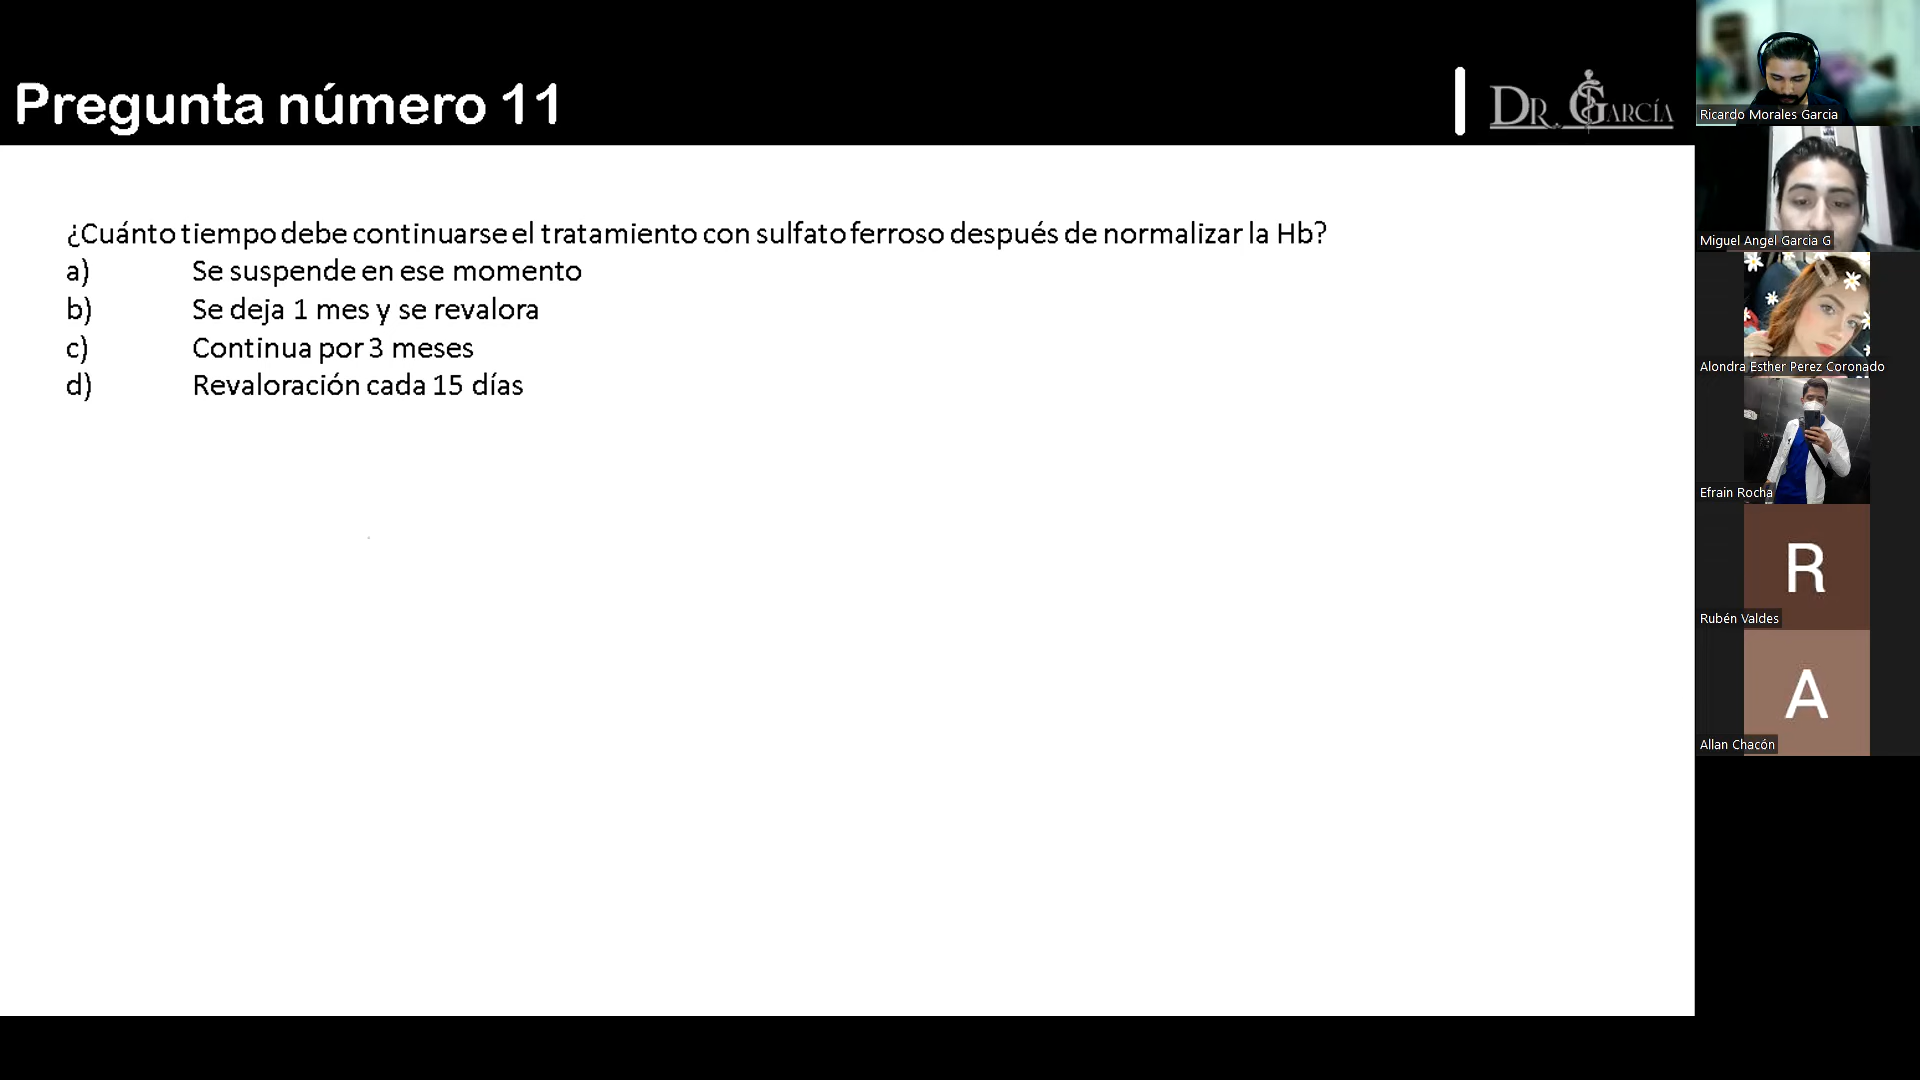 Pregunta número 11
DR. GARCÍA
¿Cuánto tiempo debe continuarse el tratamiento con sulfato ferroso después de normalizar la Hb?
a) Se suspende en ese momento
b) Se deja 1 mes y se revalora
c) Continua por 3 meses
d) Revaloración cada 15 días
Ricardo Morales Garcia
Miguel Angel Garcia G
Alondra Esther Perez Coronado
Efrain Rocha
R
Rubén Valdes
A
Allan Chacón